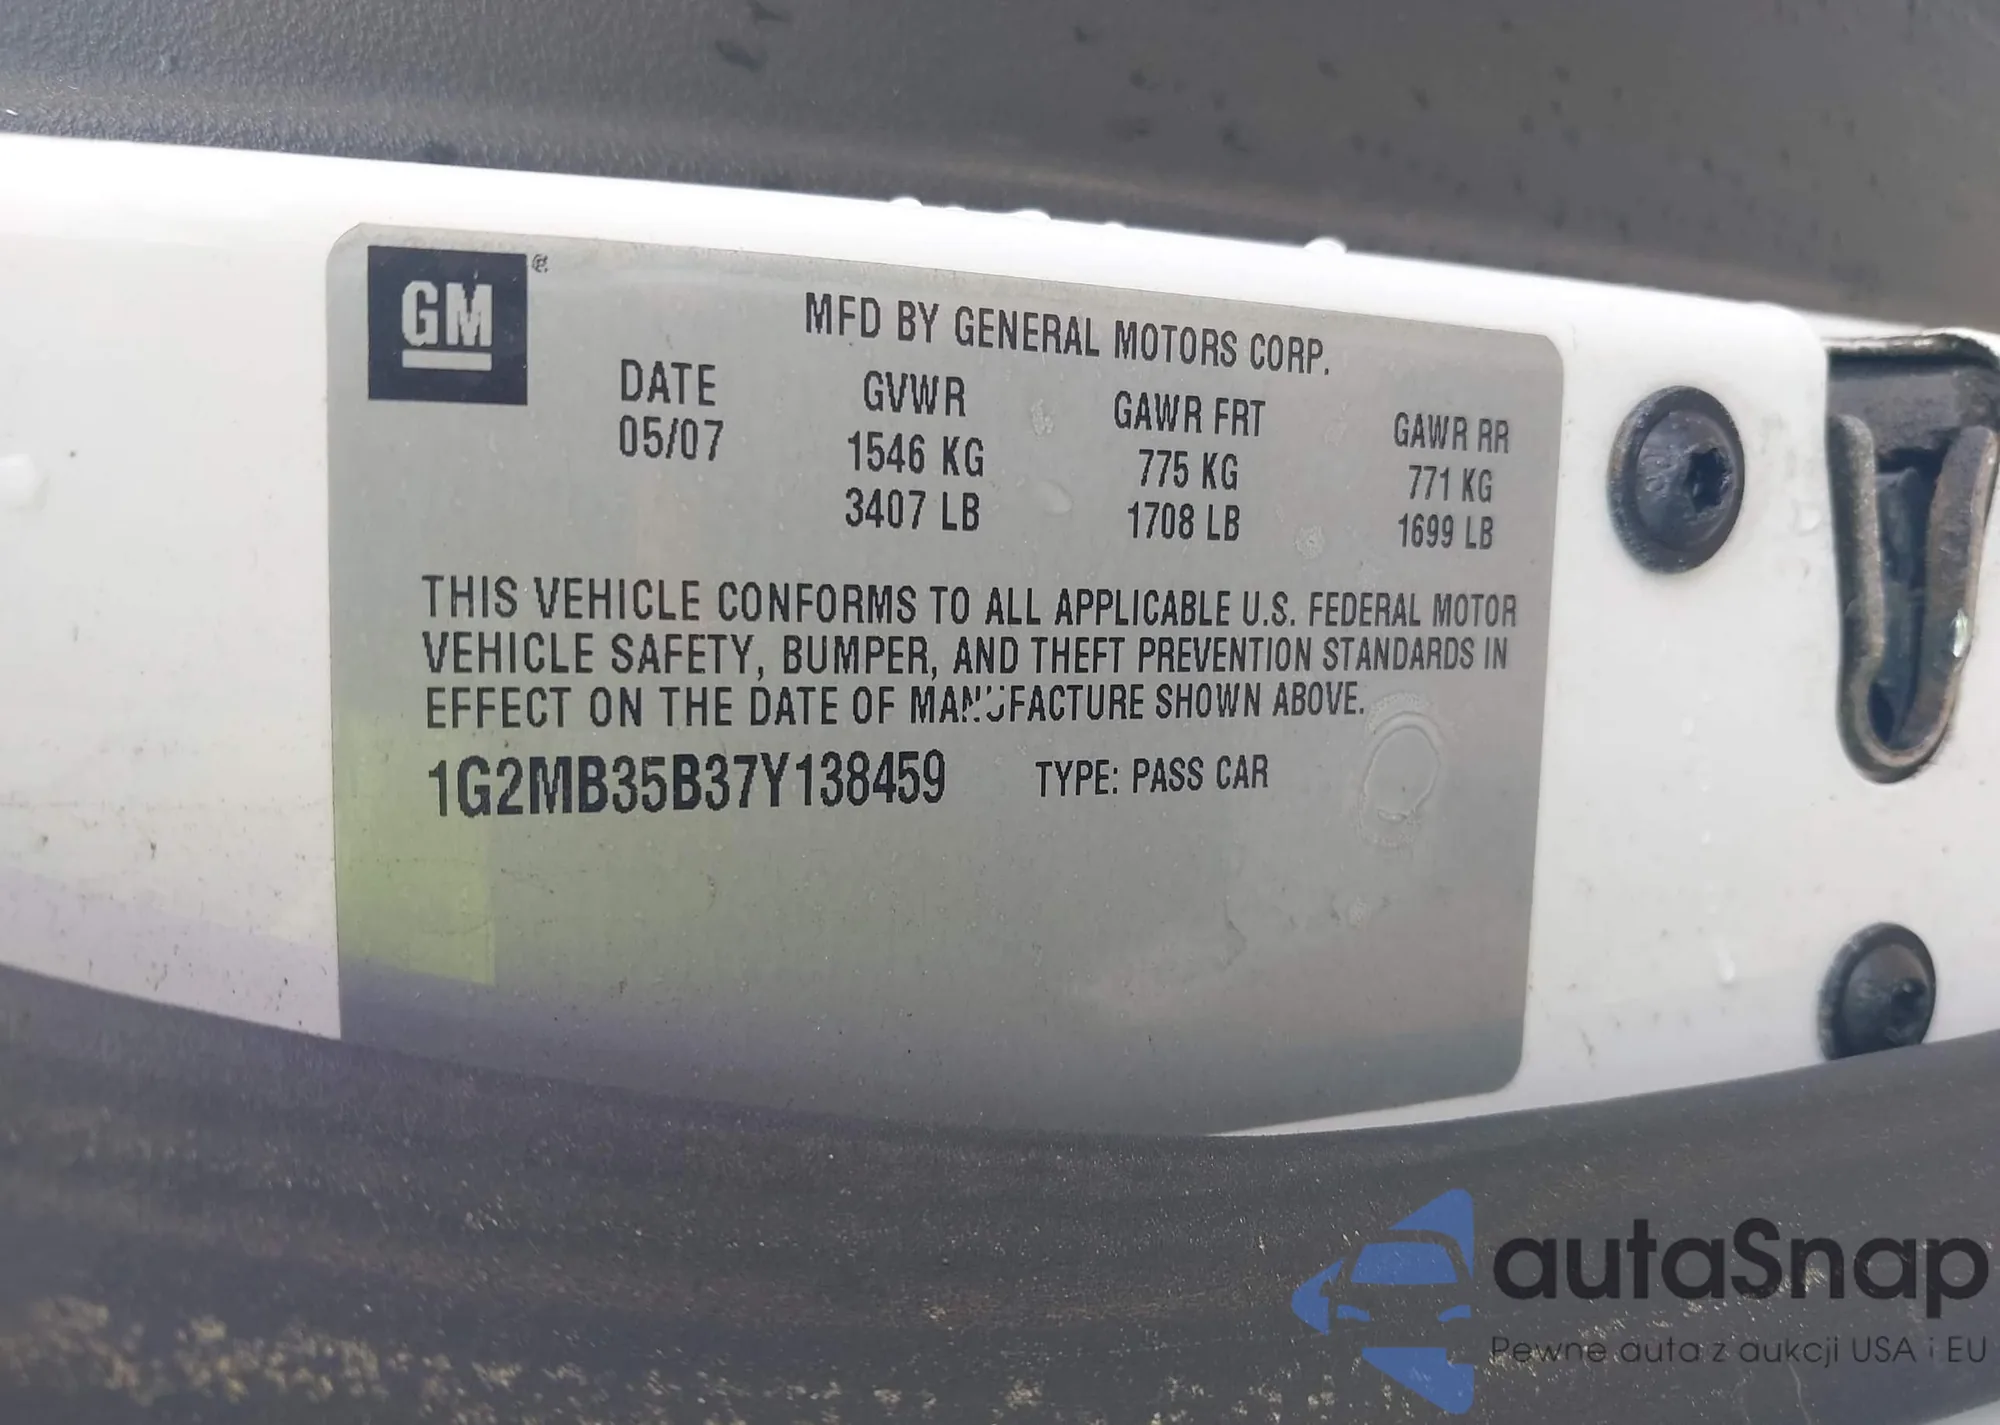 GM®
MFD BY GENERAL MOTORS CORP.
DATE GVWR GAWR FRT GAWR RR
05/07 1546 KG 775 KG 771 KG
3407 LB 1708 LB 1699 LB
THIS VEHICLE CONFORMS TO ALL APPLICABLE U.S. FEDERAL MOTOR
VEHICLE SAFETY, BUMPER, AND THEFT PREVENTION STANDARDS IN
EFFECT ON THE DATE OF MANUFACTURE SHOWN ABOVE.
1G2MB35B37Y138459 TYPE: PASS CAR
autaSnap
Pewne auta z aukcji USA i EU